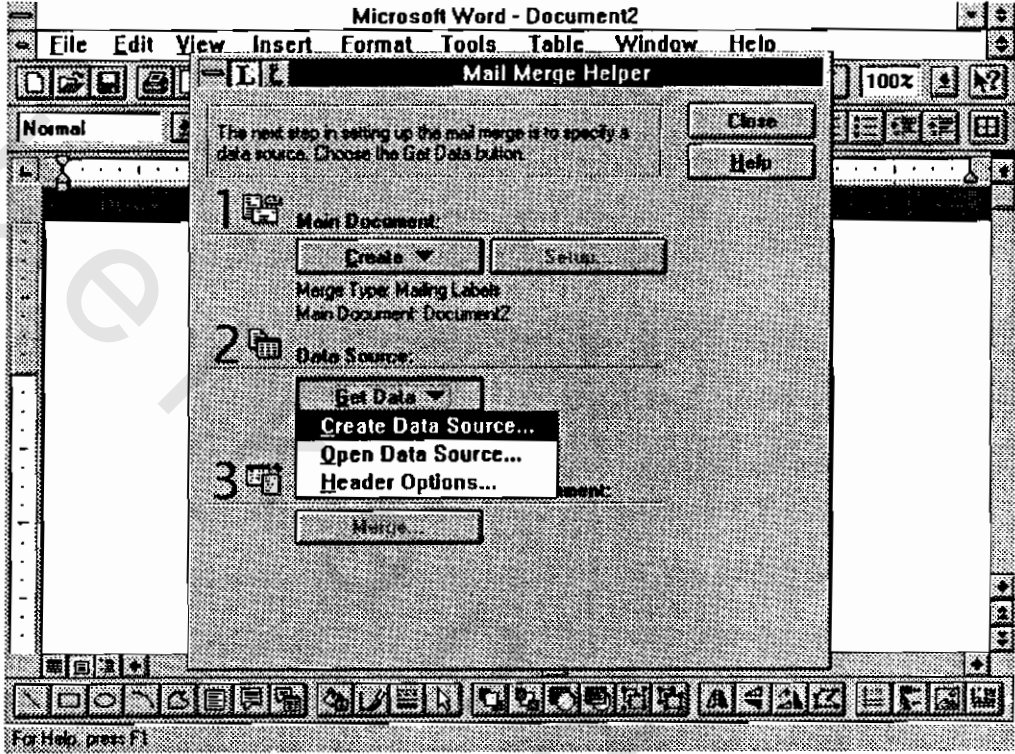 Microsoft Word - Document2
File Edit View Insert Format Tools Table Window Help
Mail Merge Helper
100%
Normal
The next step in setting up the mail merge is to specify a
data source. Choose the Get Data button.
Close
Help
1 Main Document:
Create Setup...
Merge Type: Mailing Labels
Main Document: Document2
2 Data Source:
Get Data
Create Data Source...
Open Data Source...
Header Options...
3
Merge...
For Help, press F1